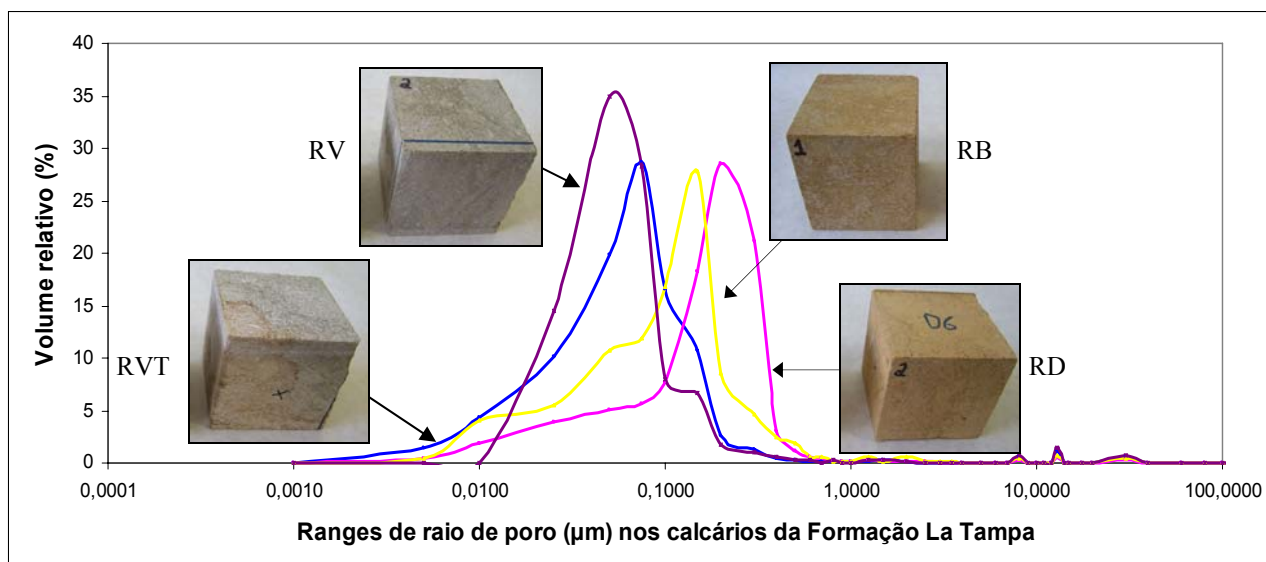 40
35
30
25
20
15
10
5
0
Volume relativo (%)
RV
2
RB
1
RVT
+
RD
D6
2
0,0001
0,0010
0,0100
0,1000
1,0000
10,0000
100,0000
Ranges de raio de poro (µm) nos calcários da Formação La Tampa